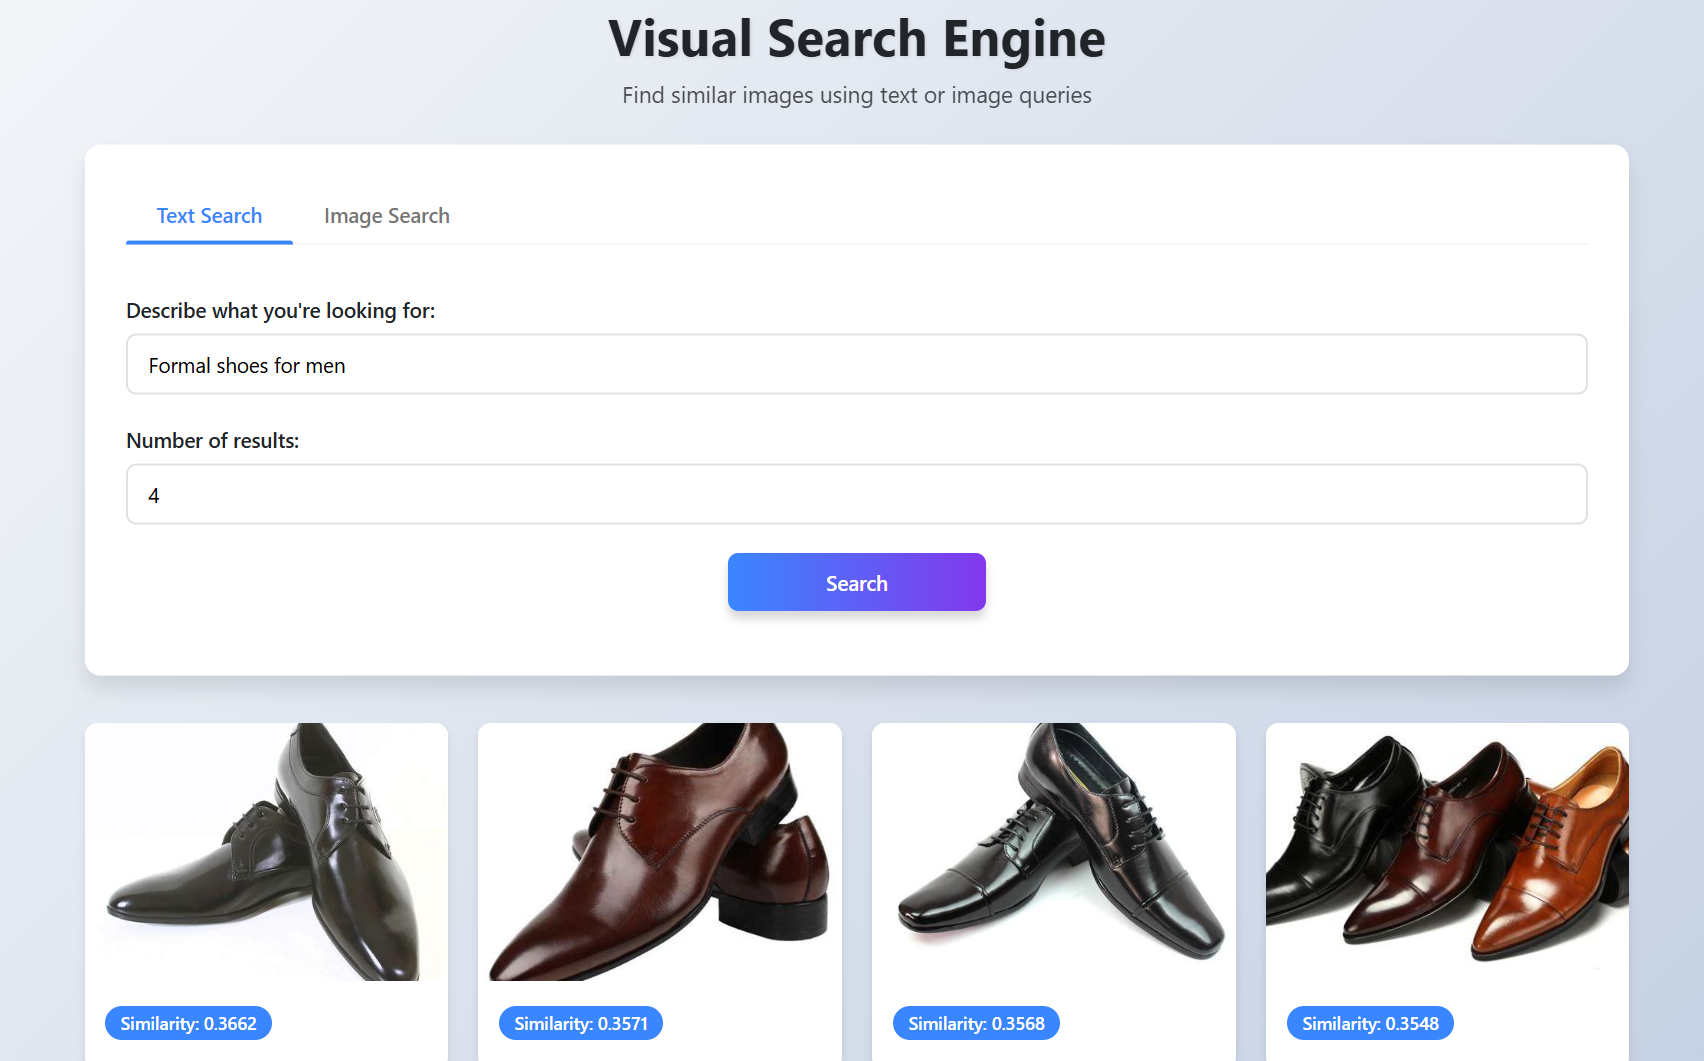 Visual Search Engine
Find similar images using text or image queries
Text Search
Image Search
Describe what you're looking for:
Formal shoes for men
Number of results:
4
Search
Similarity: 0.3662
Similarity: 0.3571
Similarity: 0.3568
Similarity: 0.3548